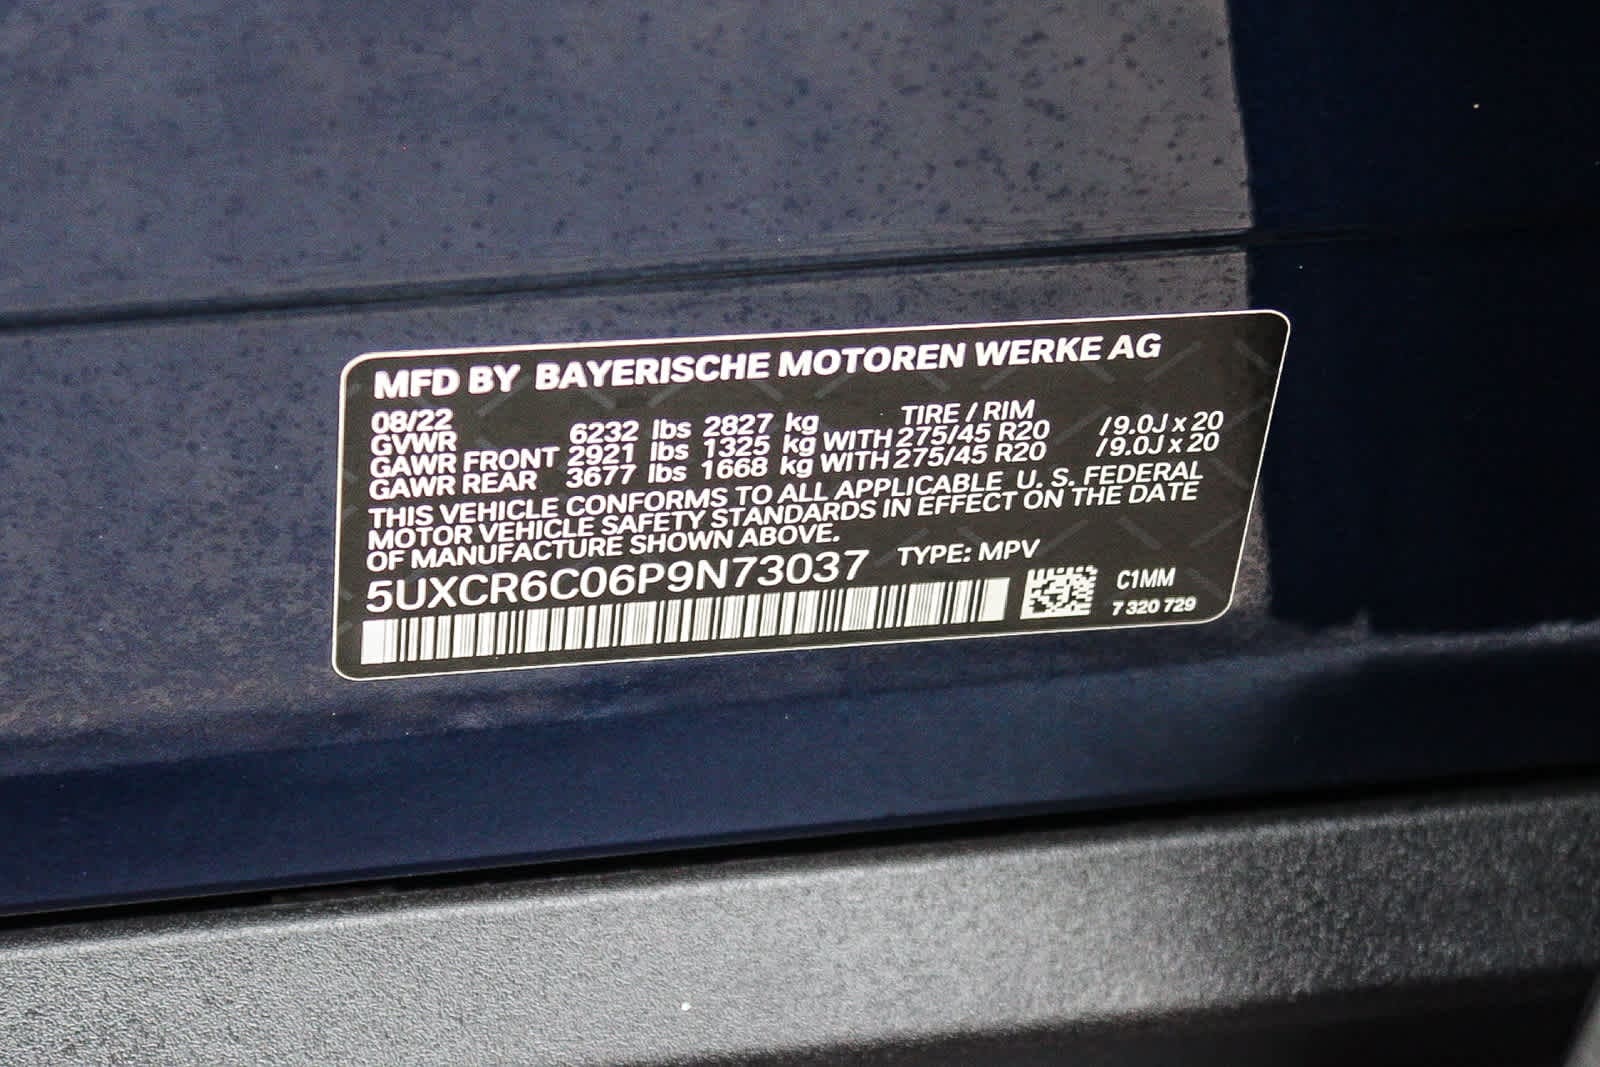 MFD BY BAYERISCHE MOTOREN WERKE AG
08/22 TIRE / RIM
GVWR 6232 lbs 2827 kg
GAWR FRONT 2921 lbs 1325 kg WITH 275/45 R20 / 9.0J x 20
GAWR REAR 3677 lbs 1668 kg WITH 275/45 R20 / 9.0J x 20
THIS VEHICLE CONFORMS TO ALL APPLICABLE U. S. FEDERAL
MOTOR VEHICLE SAFETY STANDARDS IN EFFECT ON THE DATE
OF MANUFACTURE SHOWN ABOVE.
5UXCR6C06P9N73037 TYPE: MPV
C1MM
7 320 729